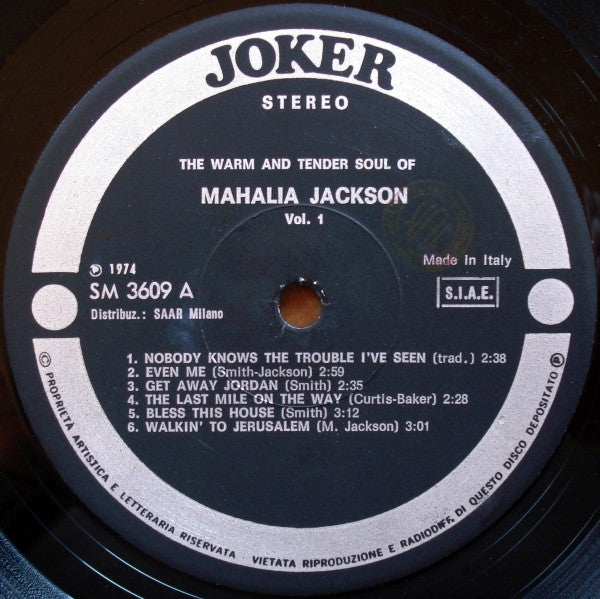 JOKER
STEREO
THE WARM AND TENDER SOUL OF
MAHALIA JACKSON
Vol. 1
℗ 1974
SM 3609 A
Distribuz.: SAAR Milano
Made in Italy
S.I.A.E.
1. NOBODY KNOWS THE TROUBLE I'VE SEEN (trad.) 2:38
2. EVEN ME (Smith-Jackson) 2:59
3. GET AWAY JORDAN (Smith) 2:35
4. THE LAST MILE ON THE WAY (Curtis-Baker) 2:28
5. BLESS THIS HOUSE (Smith) 3:12
6. WALKIN' TO JERUSALEM (M. Jackson) 3:01
© PROPRIETA ARTISTICA E LETTERARIA RISERVATA - VIETATA RIPRODUZIONE E RADIODIFF. DI QUESTO DISCO DEPOSITATO ℗